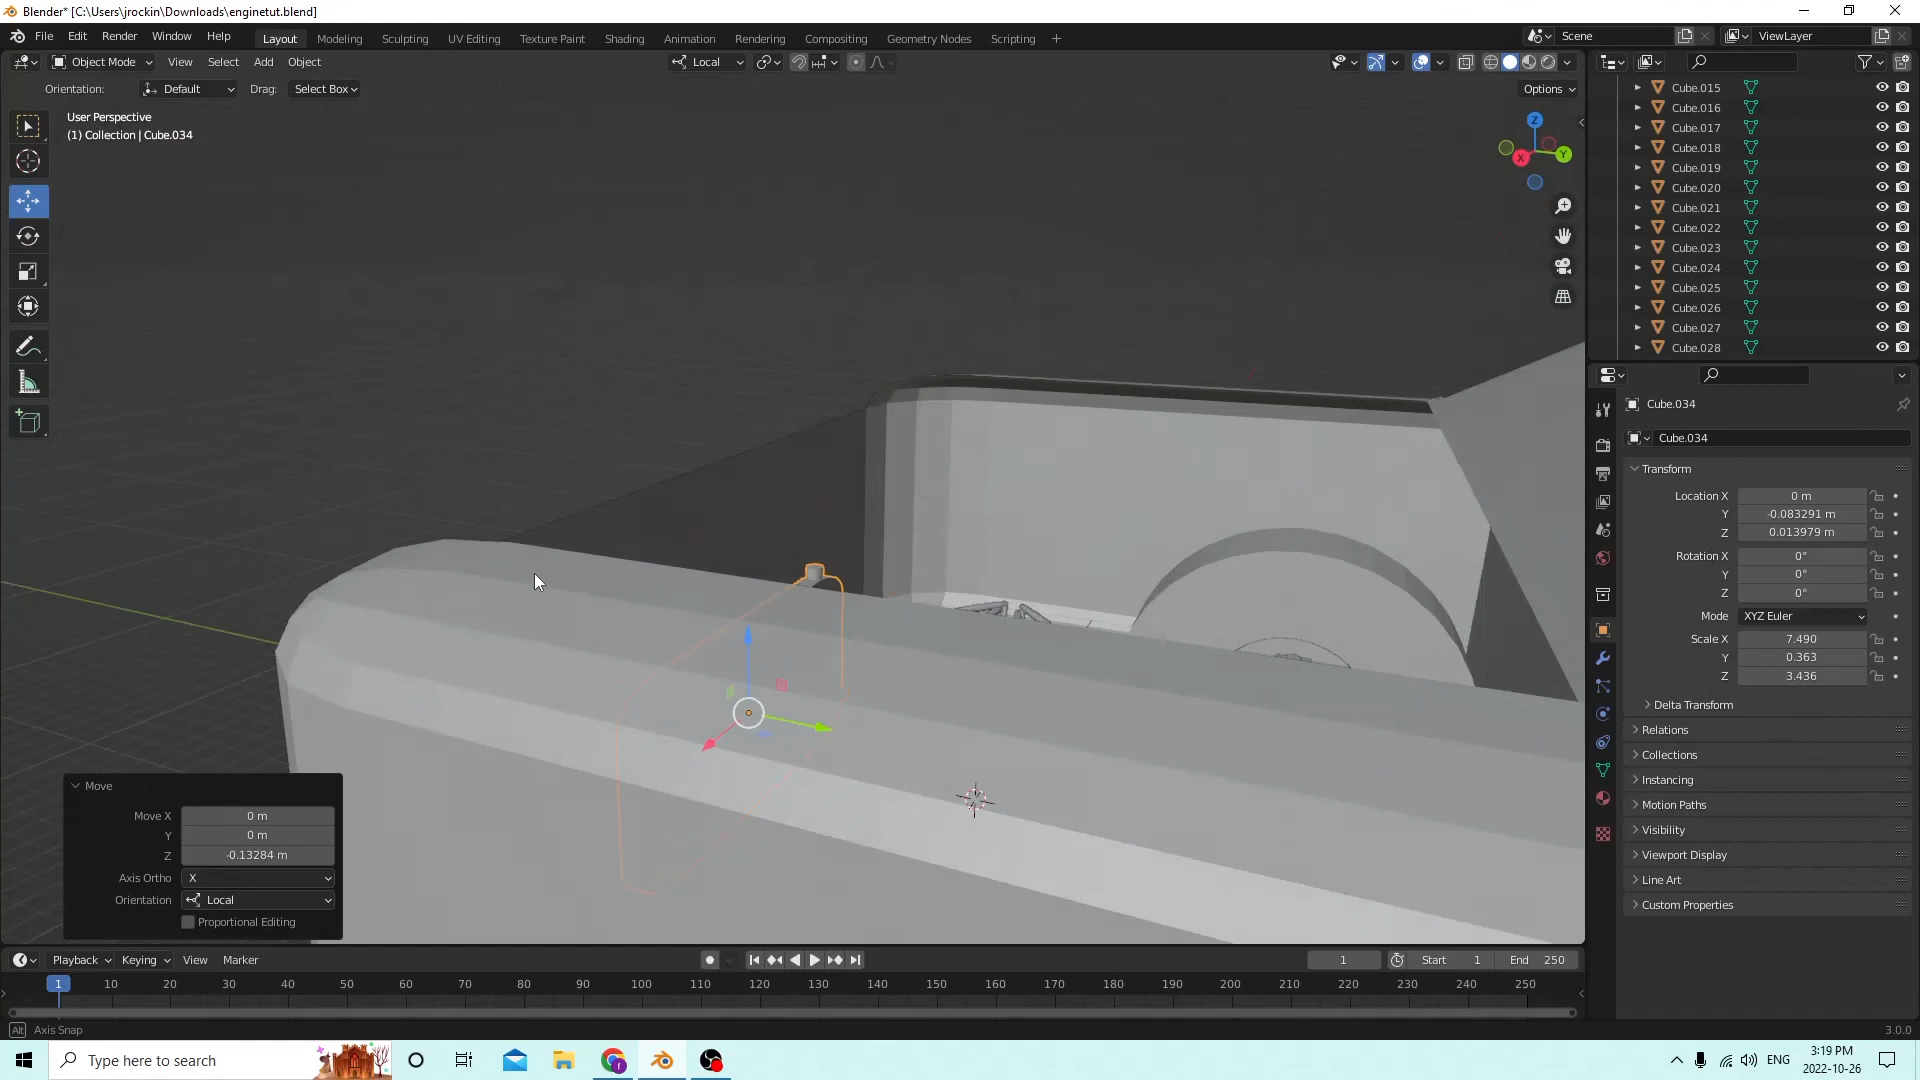 Blender* [C:\Users\jrockin\Downloads\enginetut.blend]
File Edit Render Window Help Layout Modeling Sculpting UV Editing Texture Paint Shading Animation Rendering Compositing Geometry Nodes Scripting + Scene ViewLayer
Object Mode View Select Add Object Local
Orientation: Default Drag: Select Box Options
User Perspective
(1) Collection | Cube.034
Z
Y
X
Cube.015
Cube.016
Cube.017
Cube.018
Cube.019
Cube.020
Cube.021
Cube.022
Cube.023
Cube.024
Cube.025
Cube.026
Cube.027
Cube.028
Cube.034
Cube.034
Transform
Location X 0 m
Y -0.083291 m
Z 0.013979 m
Rotation X 0°
Y 0°
Z 0°
Mode XYZ Euler
Scale X 7.490
Y 0.363
Z 3.436
Delta Transform
Relations
Collections
Instancing
Motion Paths
Visibility
Viewport Display
Line Art
Custom Properties
Move
Move X 0 m
Y 0 m
Z -0.13284 m
Axis Ortho X
Orientation Local
Proportional Editing
Playback Keying View Marker 1 Start 1 End 250
1 10 20 30 40 50 60 70 80 90 100 110 120 130 140 150 160 170 180 190 200 210 220 230 240 250
Alt Axis Snap 3.0.0
Type here to search
ENG
3:19 PM
2022-10-26